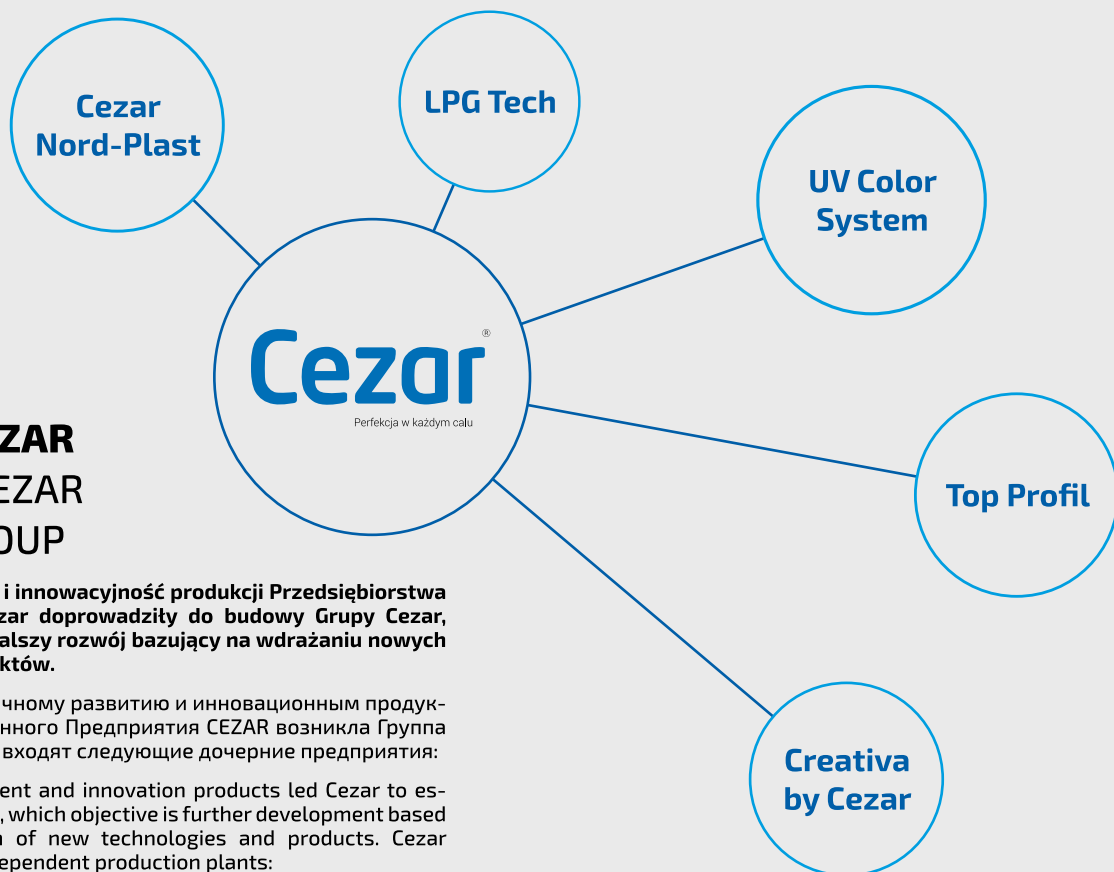 Cezar
Nord-Plast
LPG Tech
UV Color
System
Cezar®
Perfekcja w każdym calu
Top Profil
Creativa
by Cezar
ZAR
EZAR
OUP
i innowacyjność produkcji Przedsiębiorstwa
zar doprowadziły do budowy Grupy Cezar,
alszy rozwój bazujący na wdrażaniu nowych
któw.
чному развитию и инновационным продук-
нного Предприятия CEZAR возникла Группа
входят следующие дочерние предприятия:
ent and innovation products led Cezar to es-
, which objective is further development based
n of new technologies and products. Cezar
ependent production plants: